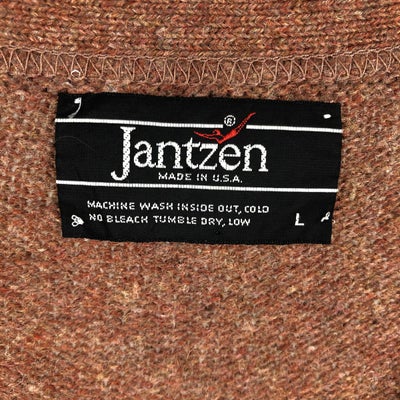 ®
Jantzen
MADE IN U.S.A.
MACHINE WASH INSIDE OUT, COLD
NO BLEACH TUMBLE DRY, LOW
L